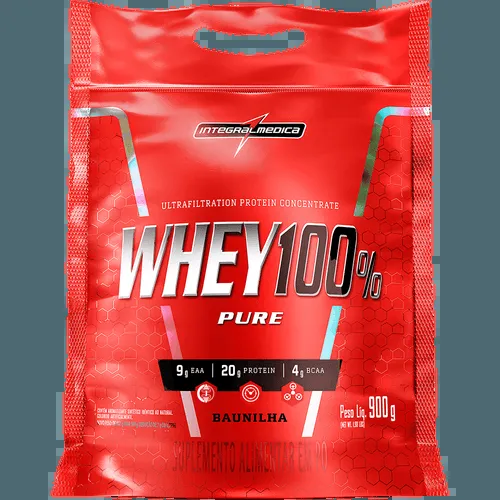 INTEGRALMEDICA
ULTRAFILTRATION PROTEIN CONCENTRATE
WHEY100%
PURE
9g EAA 20g PROTEIN 4g BCAA
BAUNILHA
Peso Líq. 900g
SUPLEMENTO ALIMENTAR EM PÓ